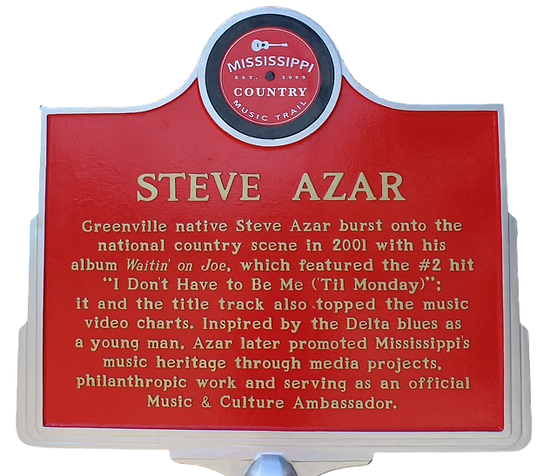 MISSISSIPPI
EST. 2009
COUNTRY
MUSIC TRAIL
STEVE AZAR
Greenville native Steve Azar burst onto the
national country scene in 2001 with his
album Waitin' on Joe, which featured the #2 hit
"I Don't Have to Be Me ('Til Monday)";
it and the title track also topped the music
video charts. Inspired by the Delta blues as
a young man, Azar later promoted Mississippi's
music heritage through media projects,
philanthropic work and serving as an official
Music & Culture Ambassador.